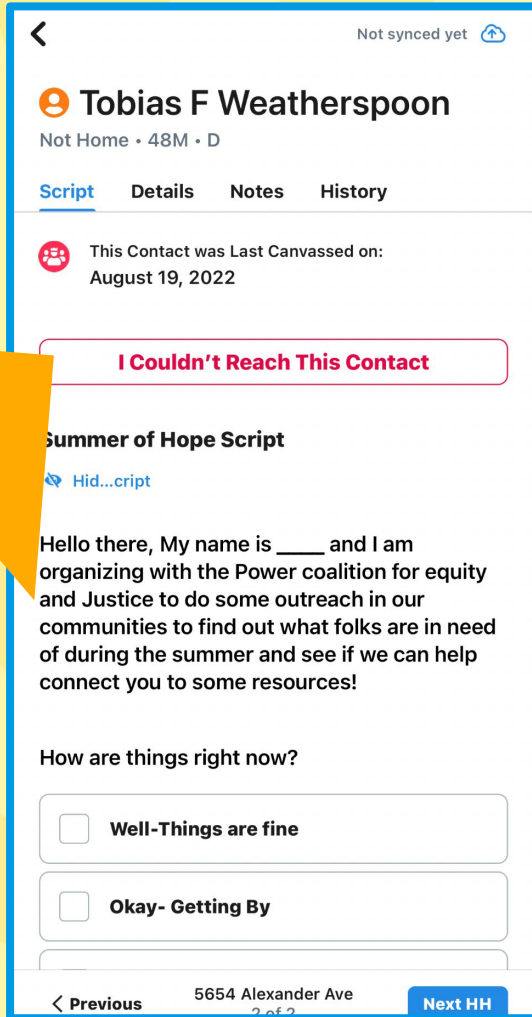 Not synced yet
Tobias F Weatherspoon
Not Home • 48M • D
Script Details Notes History
This Contact was Last Canvassed on:
August 19, 2022
I Couldn't Reach This Contact
Summer of Hope Script
Hid...cript
Hello there, My name is _____ and I am
organizing with the Power coalition for equity
and Justice to do some outreach in our
communities to find out what folks are in need
of during the summer and see if we can help
connect you to some resources!
How are things right now?
Well-Things are fine
Okay- Getting By
Previous
5654 Alexander Ave
2 of 2
Next HH